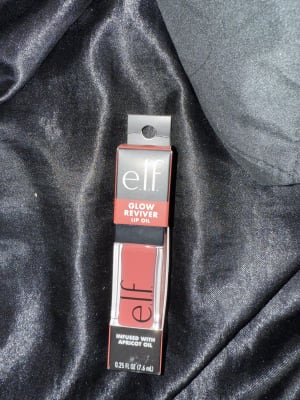 e.l.f.
GLOW
REVIVER
LIP OIL
e.l.f.
INFUSED WITH
APRICOT OIL
0.25 FL OZ (7.6 mL)